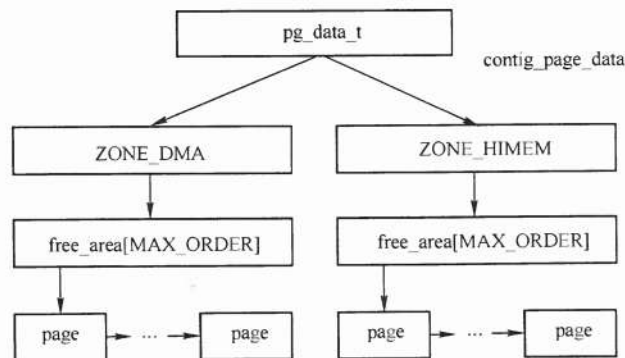 pg_data_t
contig_page_data
ZONE_DMA
ZONE_HIMEM
free_area[MAX_ORDER]
free_area[MAX_ORDER]
page ... page
page ... page